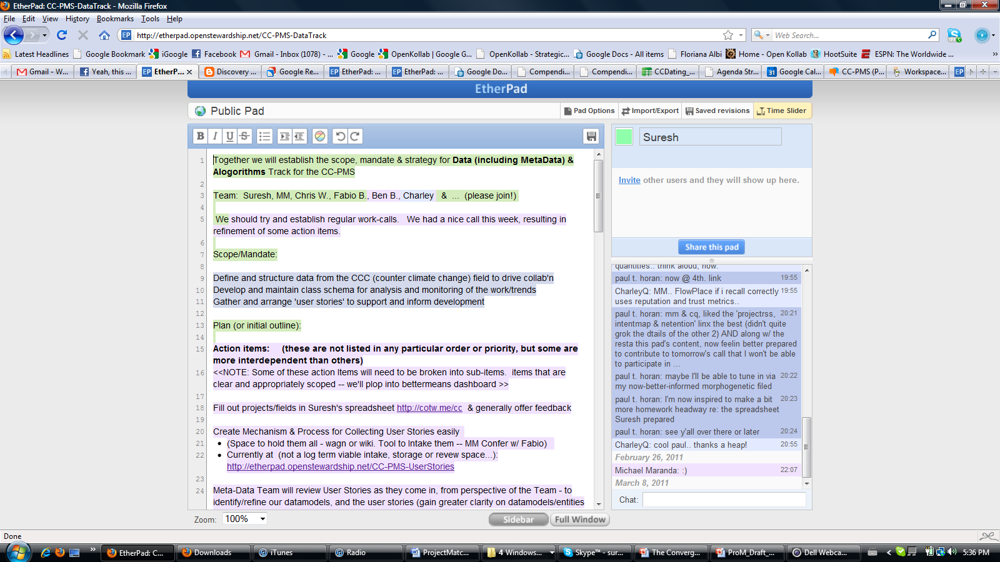 EtherPad: CC-PMS-DataTrack - Mozilla Firefox
File Edit View History Bookmarks Tools Help
EP http://etherpad.openstewardship.net/CC-PMS-DataTrack
Web Search...
Latest Headlines Google Bookmark iGoogle Facebook Gmail - Inbox (1078) - ... Google OpenKollab | Google G... OpenKollab - Strategic... Google Docs - All items Floriana Albi Home - Open Kollab HootSuite ESPN: The Worldwide ...
Gmail - W... Yeah, this ... EP EtherP... Discovery ... Google Re... EP EtherPad: ... EP EtherPad: ... Google Do... Compendi... Compendi... CCDating_... Agenda Str... 31 Google Cal... CC-PMS (P... Workspace... EP
EtherPad
Public Pad
Pad Options Import/Export Saved revisions Time Slider
B I U S
1 Together we will establish the scope, mandate & strategy for Data (including MetaData) &
Alogorithms Track for the CC-PMS
2
3 Team:  Suresh, MM, Chris W., Fabio B., Ben B., Charley  &  ...  (please join!)
4
5 We should try and establish regular work-calls.   We had a nice call this week, resulting in
refinement of some action items.
6
7 Scope/Mandate:
8
9 Define and structure data from the CCC (counter climate change) field to drive collab'n
10 Develop and maintain class schema for analysis and monitoring of the work/trends
11 Gather and arrange 'user stories' to support and inform development
12
13 Plan (or initial outline):
14
15 Action items:     (these are not listed in any particular order or priority, but some are
more interdependent than others)
16 <<NOTE: Some of these action Items will need to be broken into sub-items.  items that are
clear and appropriately scoped -- we'll plop into bettermeans dashboard >>
17
18 Fill out projects/fields in Suresh's spreadsheet http://cotw.me/cc  & generally offer feedback
19
20 Create Mechanism & Process for Collecting User Stories easily
21 • (Space to hold them all - wagn or wiki. Tool to Intake them -- MM Confer w/ Fabio)
22 • Currently at  (not a log term viable intake, storage or revew space...):
http://etherpad.openstewardship.net/CC-PMS-UserStories
23
24 Meta-Data Team will review User Stories as they come in, from perspective of the Team - to
identify/refine our datamodels, and the user stories (gain greater clarity on datamodels/entities
Zoom: 100%
Sidebar Full Window
Suresh
Invite other users and they will show up here.
Share this pad
quantities.. think aloud, now.
paul t. horan: now @ 4th. link 19:55
CharleyQ: MM.. FlowPlace if i recall correctly 19:55
uses reputation and trust metrics..
paul t. horan: mm & cq, liked the 'projectrss, 20:21
intentmap & netention' linx the best (didn't quite
grok the dtails of the other 2) AND along w/ the
resta this pad's content, now feelin better prepared
to contribute to tomorrow's call that I won't be able
to participate in ...
paul t. horan: maybe I'll be able to tune in via 20:22
my now-better-informed morphogenetic filed
paul t. horan: I'm now inspired to make a bit 20:23
more homework headway re: the spreadsheet
Suresh prepared
paul t. horan: see y'all over there or later 20:24
CharleyQ: cool paul.. thanks a heap! 20:55
February 26, 2011
Michael Maranda: :) 22:07
March 8, 2011
Chat:
Done
EtherPad: C... Downloads iTunes Radio ProjectMatc... 4 Windows... Skype™ - sur... The Converg... ProM_Draft_... Dell Webca... 5:36 PM